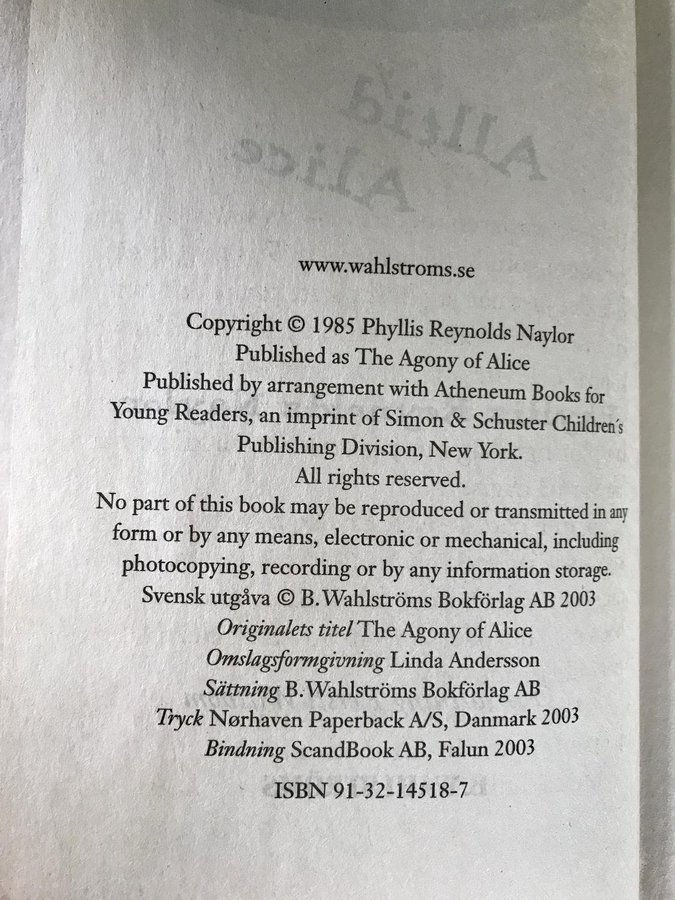 Alltid
Alice
www.wahlstroms.se
Copyright © 1985 Phyllis Reynolds Naylor
Published as The Agony of Alice
Published by arrangement with Atheneum Books for
Young Readers, an imprint of Simon & Schuster Children´s
Publishing Division, New York.
All rights reserved.
No part of this book may be reproduced or transmitted in any
form or by any means, electronic or mechanical, including
photocopying, recording or by any information storage.
Svensk utgåva © B.Wahlströms Bokförlag AB 2003
Originalets titel The Agony of Alice
Omslagsformgivning Linda Andersson
Sättning B.Wahlströms Bokförlag AB
Tryck Nørhaven Paperback A/S, Danmark 2003
Bindning ScandBook AB, Falun 2003
ISBN 91-32-14518-7